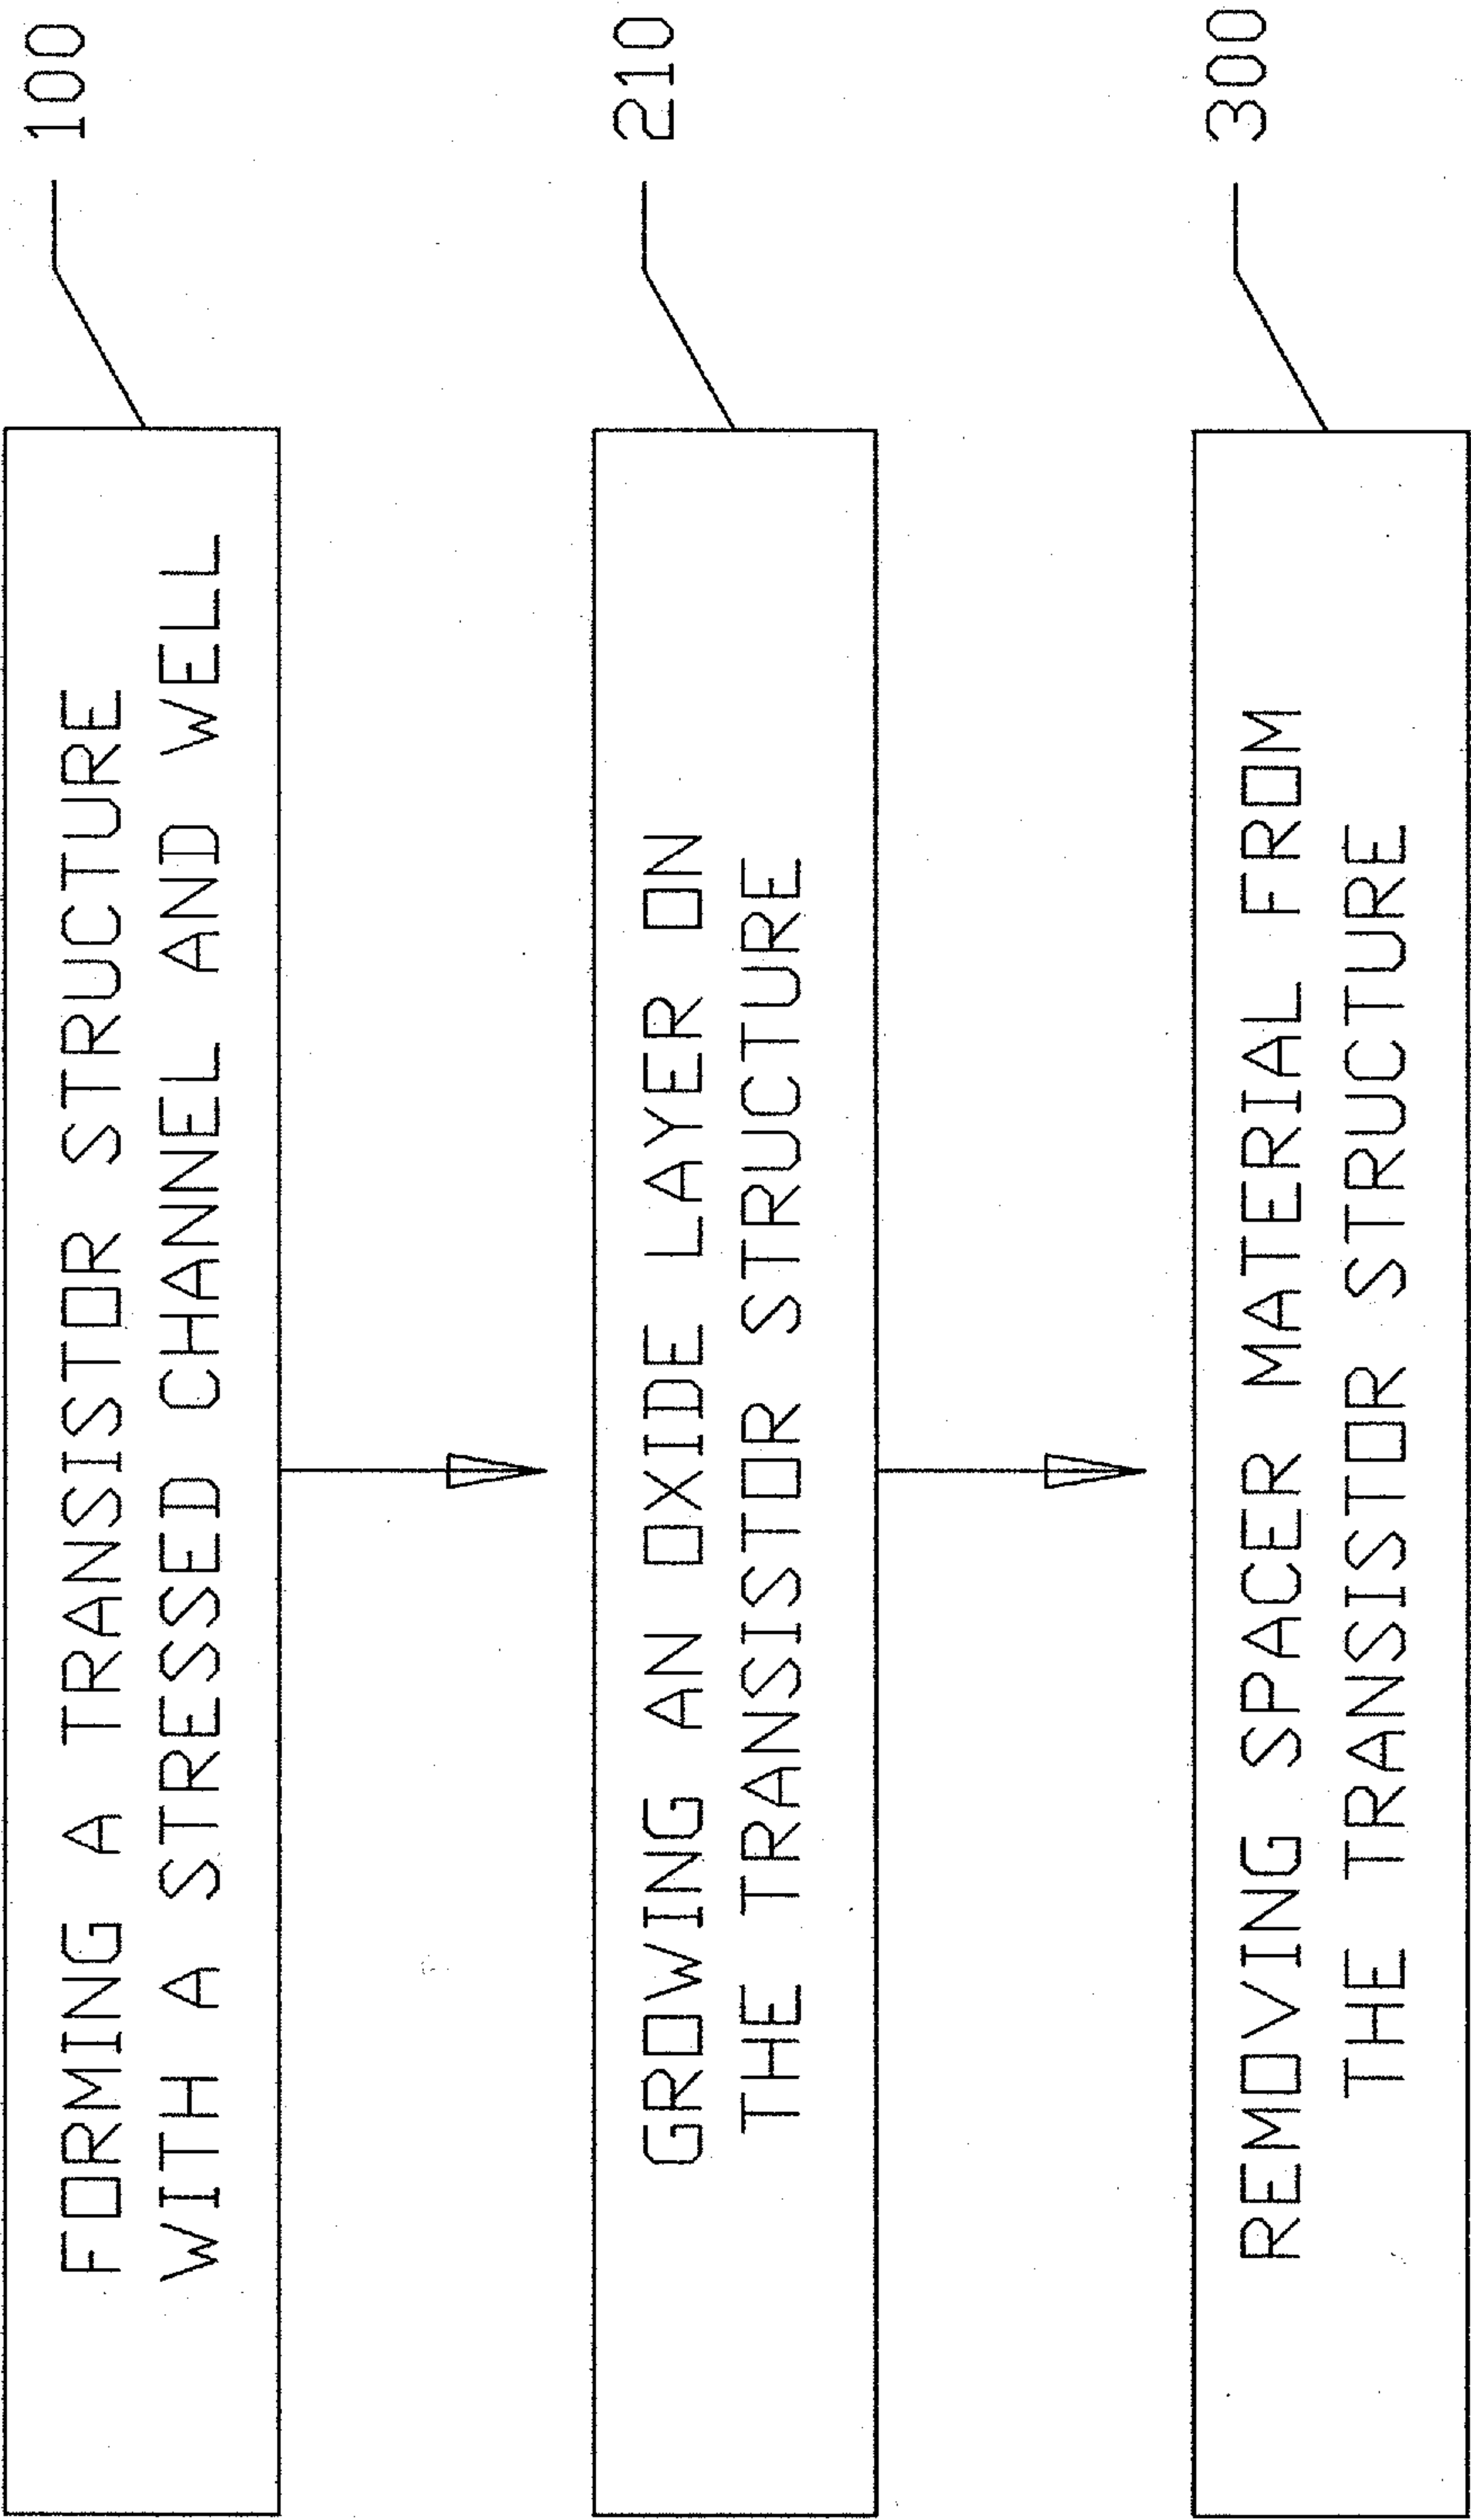 FORMING A TRANSISTOR STRUCTURE
WITH A STRESSED CHANNEL AND WELL
100
GROWING AN OXIDE LAYER ON
THE TRANSISTOR STRUCTURE
210
REMOVING SPACER MATERIAL FROM
THE TRANSISTOR STRUCTURE
300